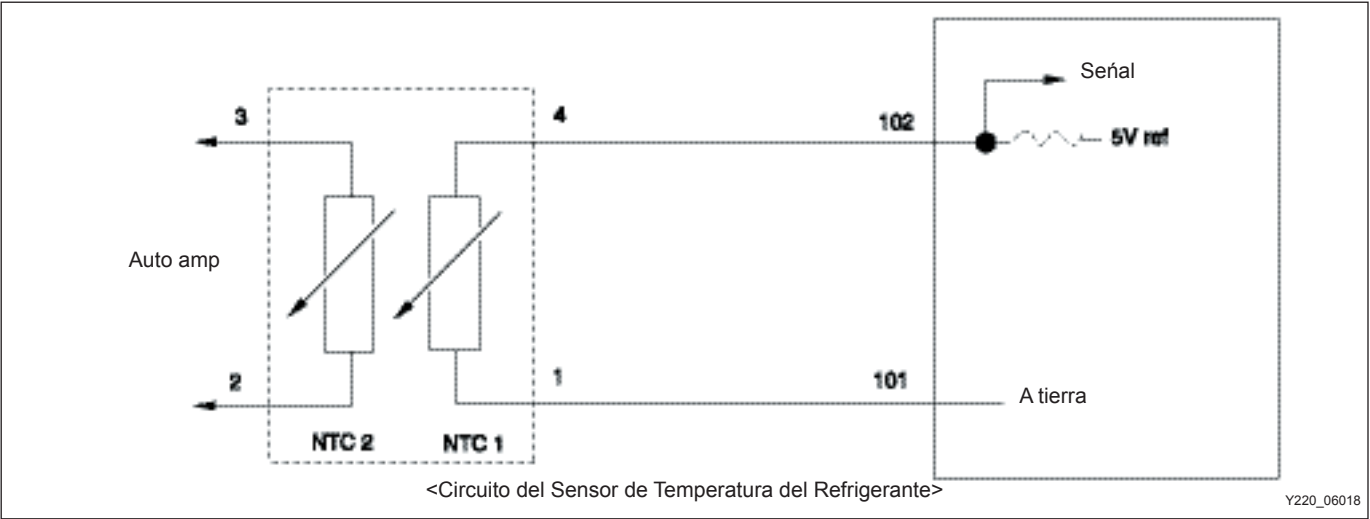 Seńal
3
4
102
5V ref
Auto amp
2
1
101
A tierra
NTC 2
NTC 1
<Circuito del Sensor de Temperatura del Refrigerante>
Y220_06018